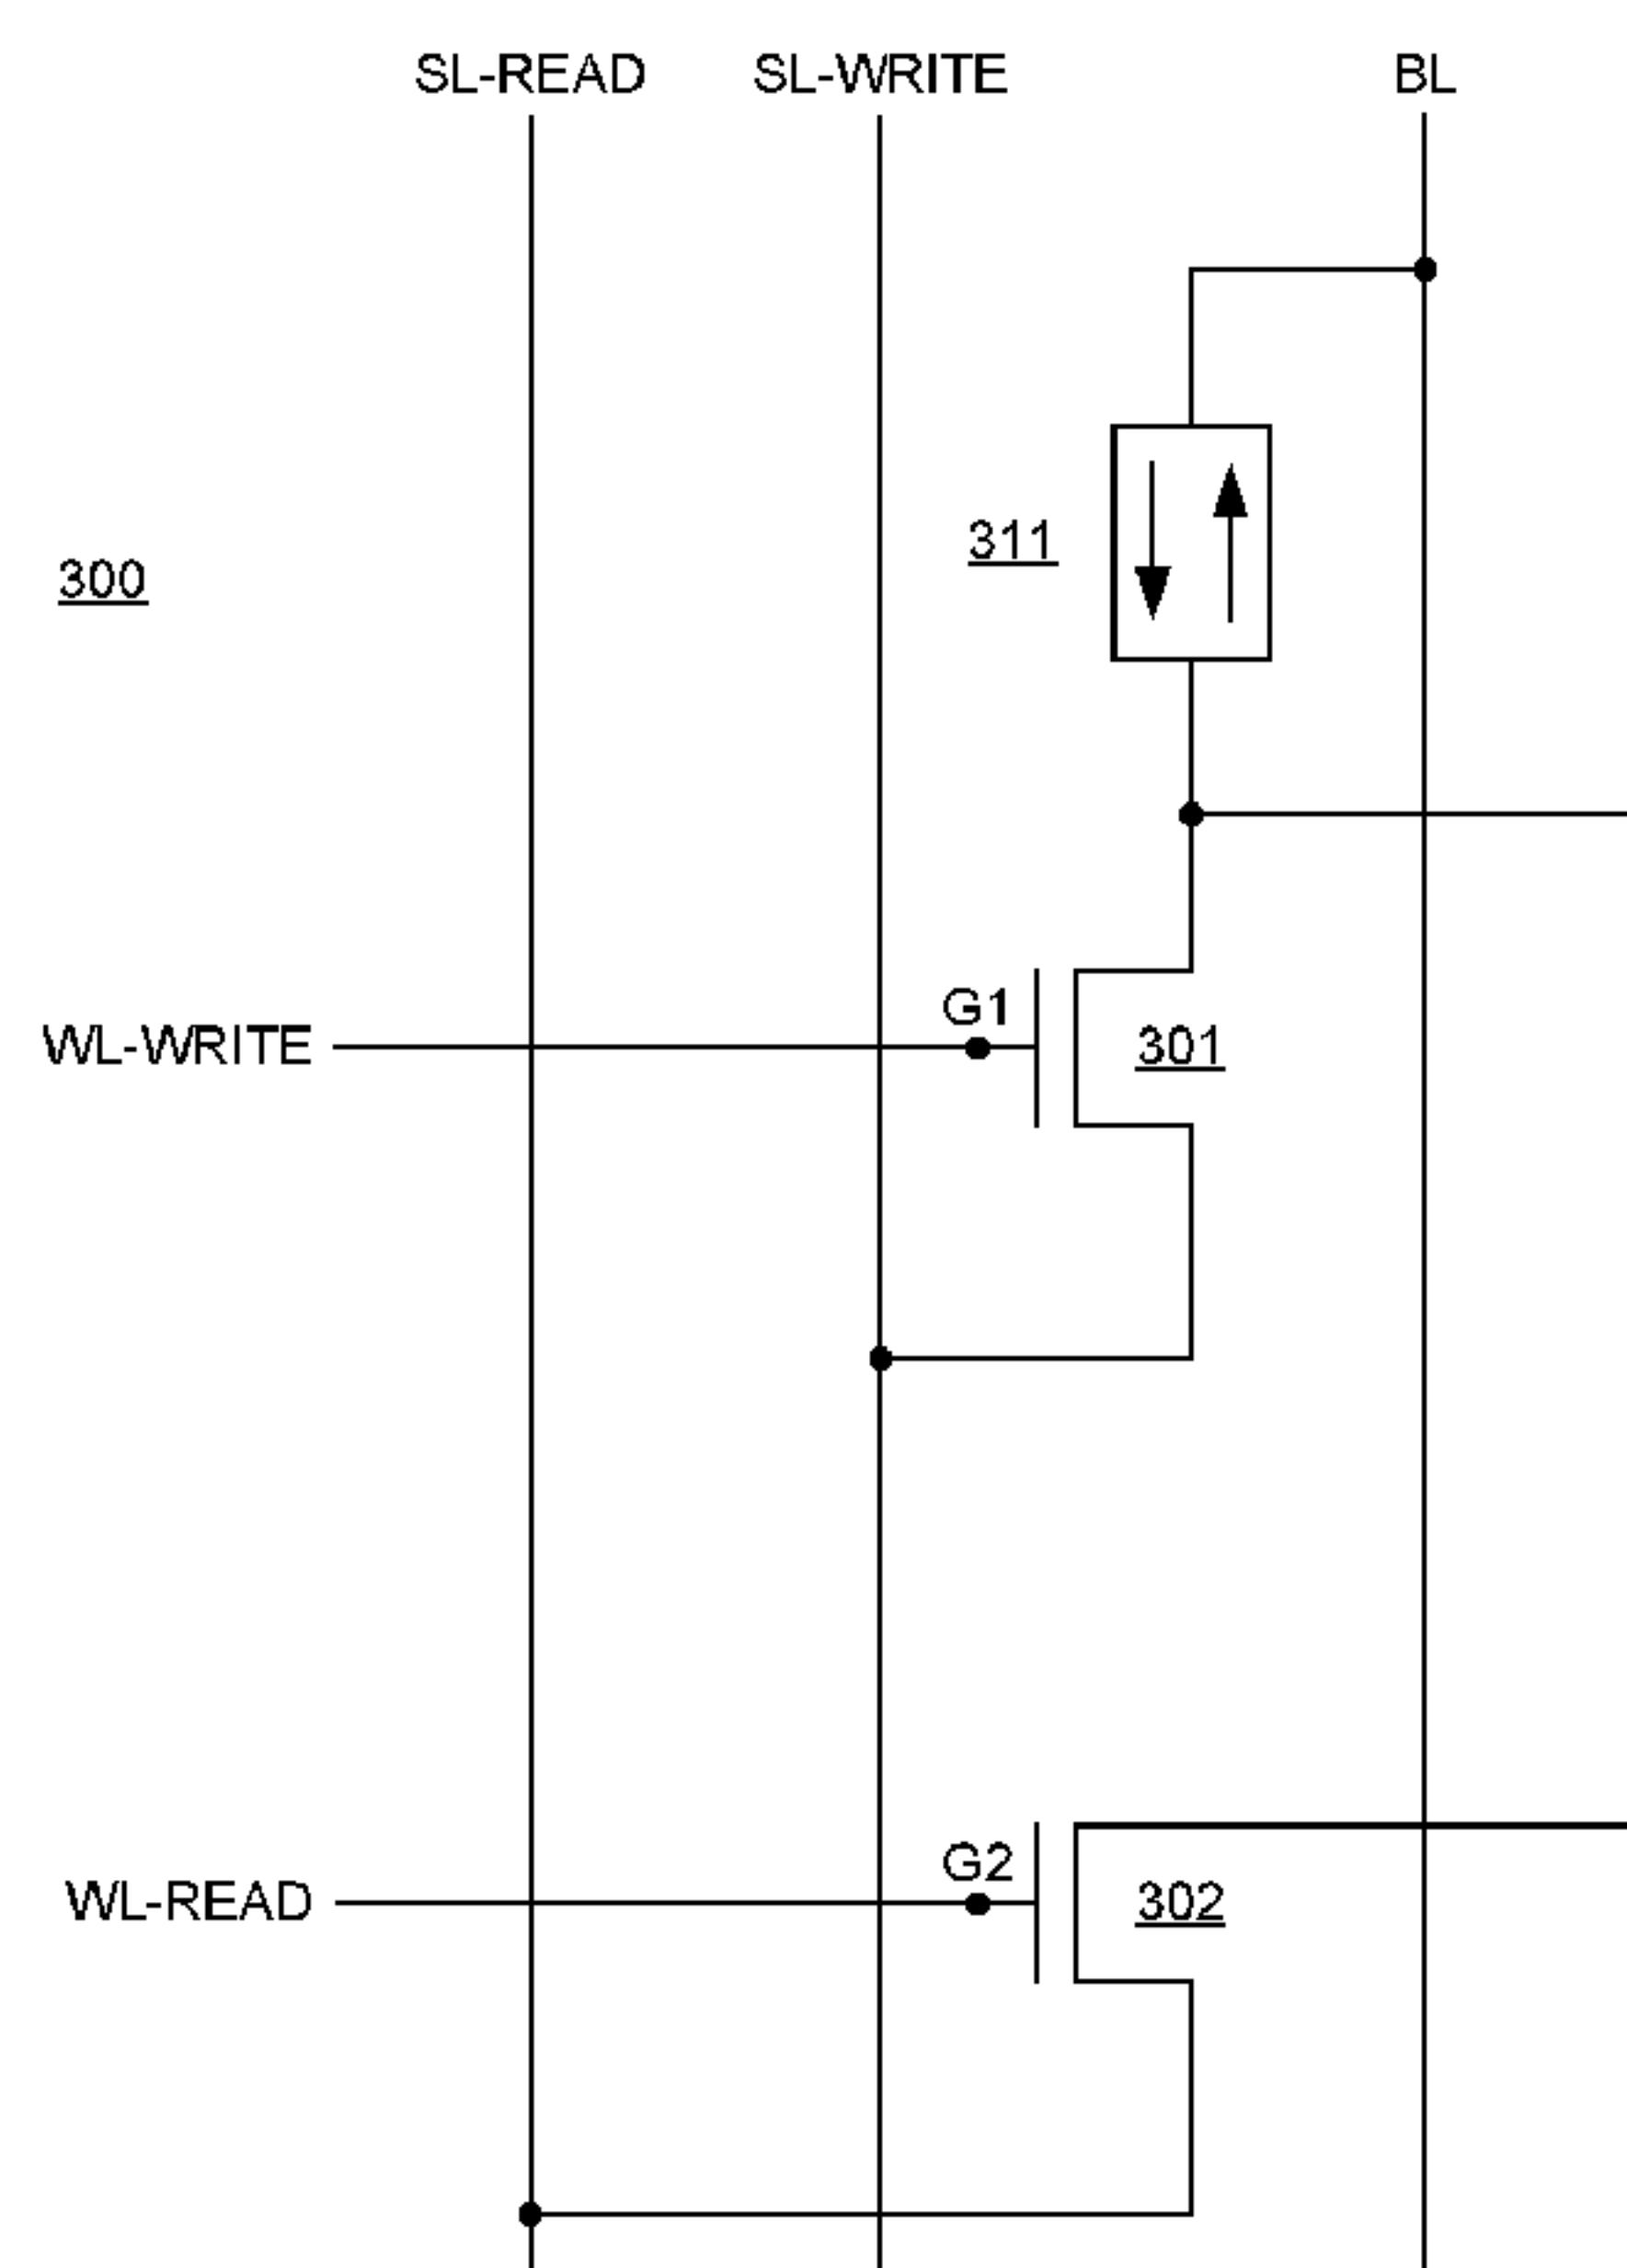 SL-READ SL-WRITE BL
311
300
G1
WL-WRITE 301
G2
WL-READ 302